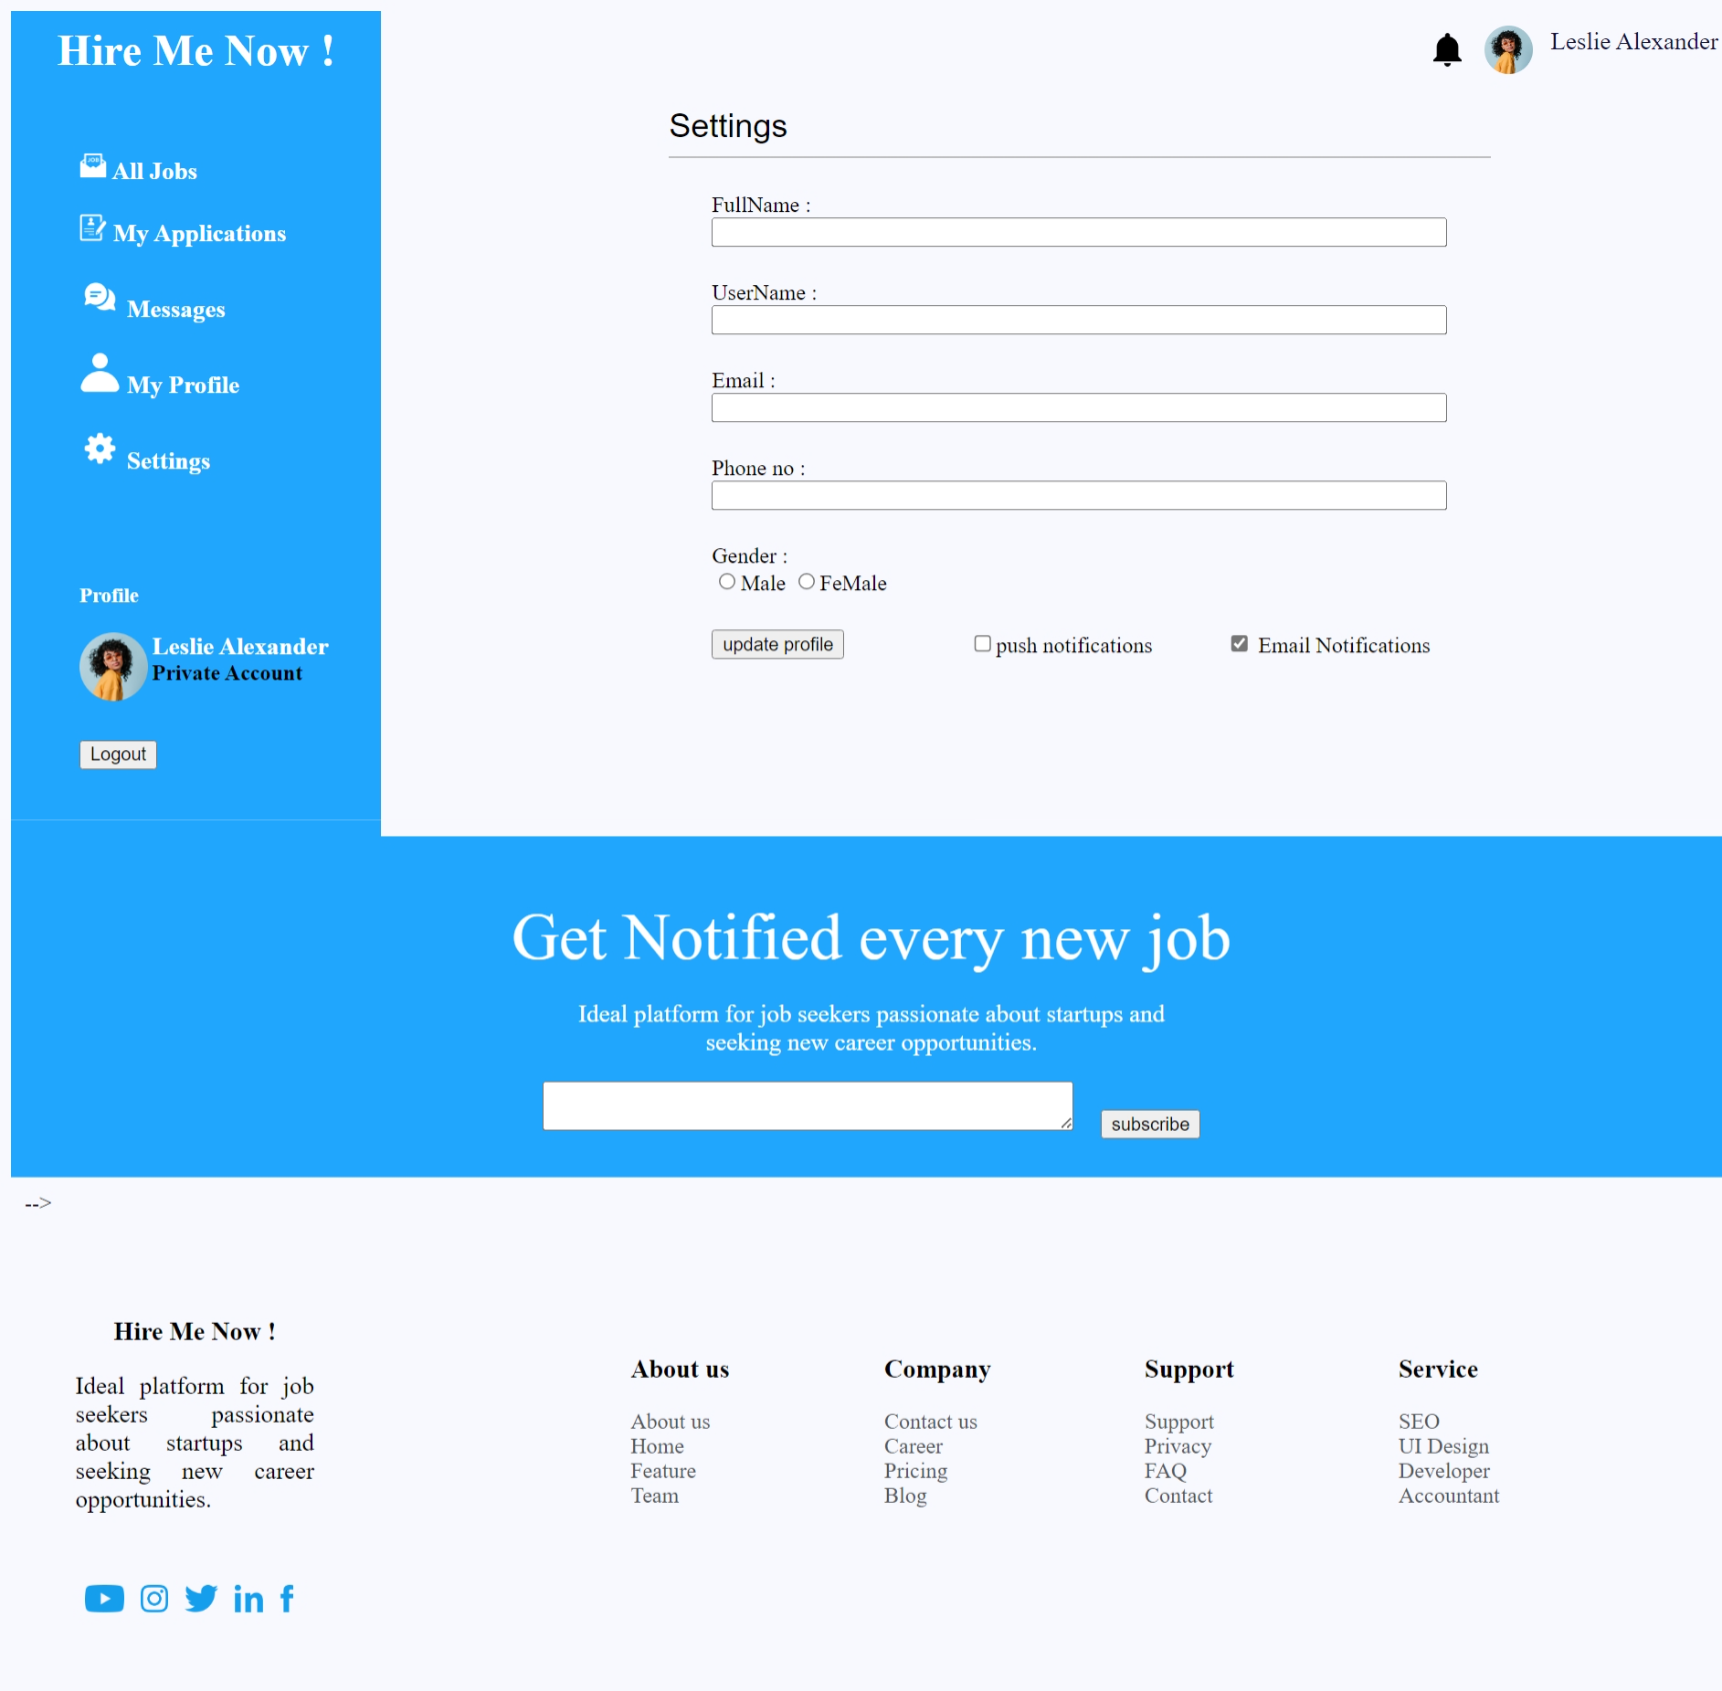 Hire Me Now !
Leslie Alexander
JOB
All Jobs
My Applications
Messages
My Profile
Settings
Profile
Leslie Alexander
Private Account
Logout
Settings
FullName :
UserName :
Email :
Phone no :
Gender :
Male FeMale
update profile push notifications Email Notifications
Get Notified every new job
Ideal platform for job seekers passionate about startups and
seeking new career opportunities.
subscribe
-->
Hire Me Now !
Ideal platform for job
seekers passionate
about startups and
seeking new career
opportunities.
About us
About us
Home
Feature
Team
Company
Contact us
Career
Pricing
Blog
Support
Support
Privacy
FAQ
Contact
Service
SEO
UI Design
Developer
Accountant